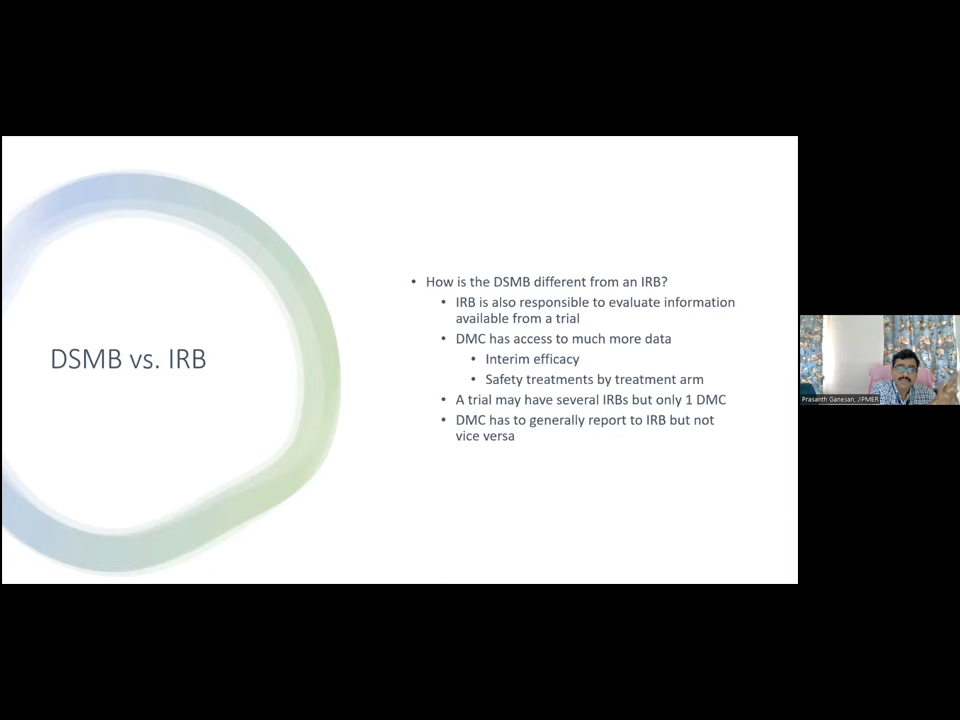 DSMB vs. IRB
• How is the DSMB different from an IRB?
• IRB is also responsible to evaluate information
available from a trial
• DMC has access to much more data
• Interim efficacy
• Safety treatments by treatment arm
• A trial may have several IRBs but only 1 DMC
• DMC has to generally report to IRB but not
vice versa
Prasanth Ganesan, JIPMER